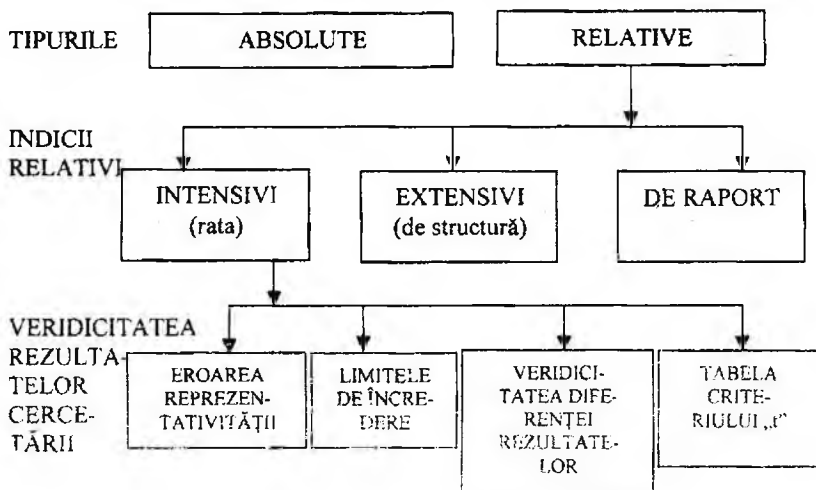 TIPURILE
ABSOLUTE
RELATIVE
INDICII
RELATIVI
INTENSIVI
(rata)
EXTENSIVI
(de structură)
DE RAPORT
VERIDICITATEA
REZULTA-
TELOR
CERCE-
TĂRII
EROAREA
REPREZEN-
TATIVITĂŢII
LIMITELE
DE ÎNCRE-
DERE
VERIDICI-
TATEA DIFE-
RENŢEI
REZULTATE-
LOR
TABELA
CRITE-
RIULUI „t”